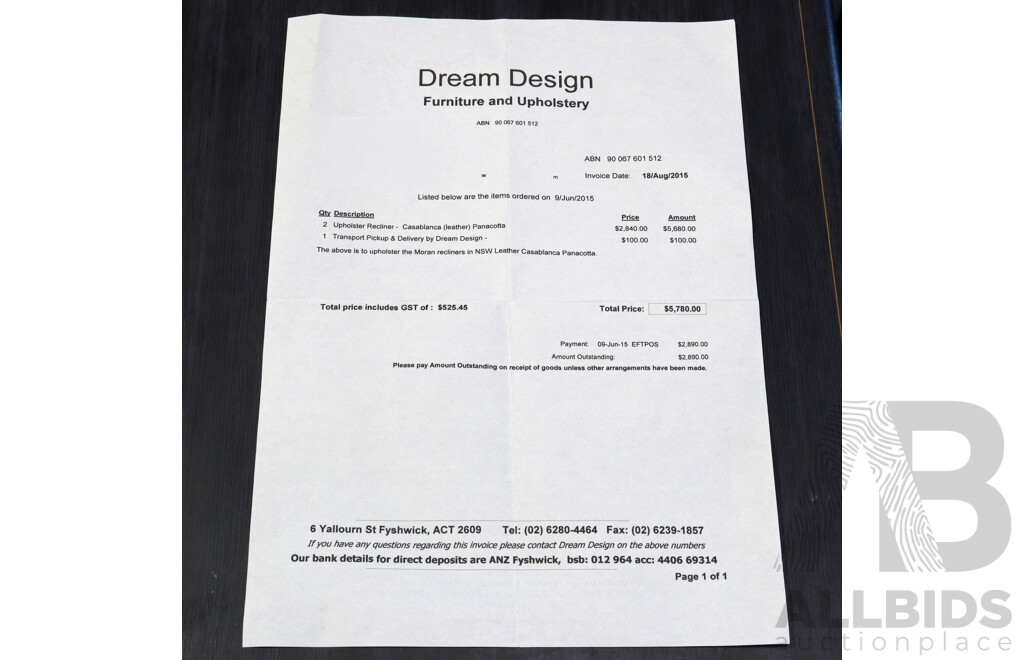 Dream Design
Furniture and Upholstery
ABN 90 067 601 512
ABN 90 067 601 512
w m Invoice Date: 18/Aug/2015
Listed below are the items ordered on 9/Jun/2015
Qty Description Price Amount
2 Upholster Recliner - Casablanca (leather) Panacotta $2,840.00 $5,680.00
1 Transport Pickup & Delivery by Dream Design - $100.00 $100.00
The above is to upholster the Moran recliners in NSW Leather Casablanca Panacotta.
Total price includes GST of : $525.45 Total Price: $5,780.00
Payment: 09-Jun-15 EFTPOS $2,890.00
Amount Outstanding: $2,890.00
Please pay Amount Outstanding on receipt of goods unless other arrangements have been made.
6 Yallourn St Fyshwick, ACT 2609 Tel: (02) 6280-4464 Fax: (02) 6239-1857
If you have any questions regarding this invoice please contact Dream Design on the above numbers
Our bank details for direct deposits are ANZ Fyshwick, bsb: 012 964 acc: 4406 69314
Page 1 of 1
AB
ALLBIDS
auctionplace